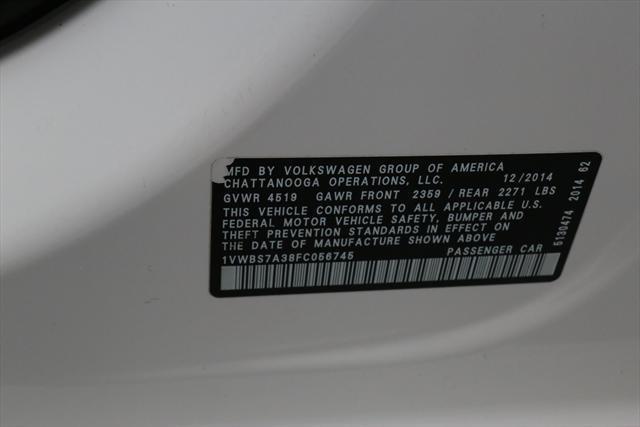 MFD BY VOLKSWAGEN GROUP OF AMERICA
CHATTANOOGA OPERATIONS, LLC. 12/2014
GVWR 4519 GAWR FRONT 2359 / REAR 2271 LBS
THIS VEHICLE CONFORMS TO ALL APPLICABLE U.S.
FEDERAL MOTOR VEHICLE SAFETY, BUMPER AND
THEFT PREVENTION STANDARDS IN EFFECT ON
THE DATE OF MANUFACTURE SHOWN ABOVE
1VWBS7A38FC056745 PASSENGER CAR
5130474 2014 62